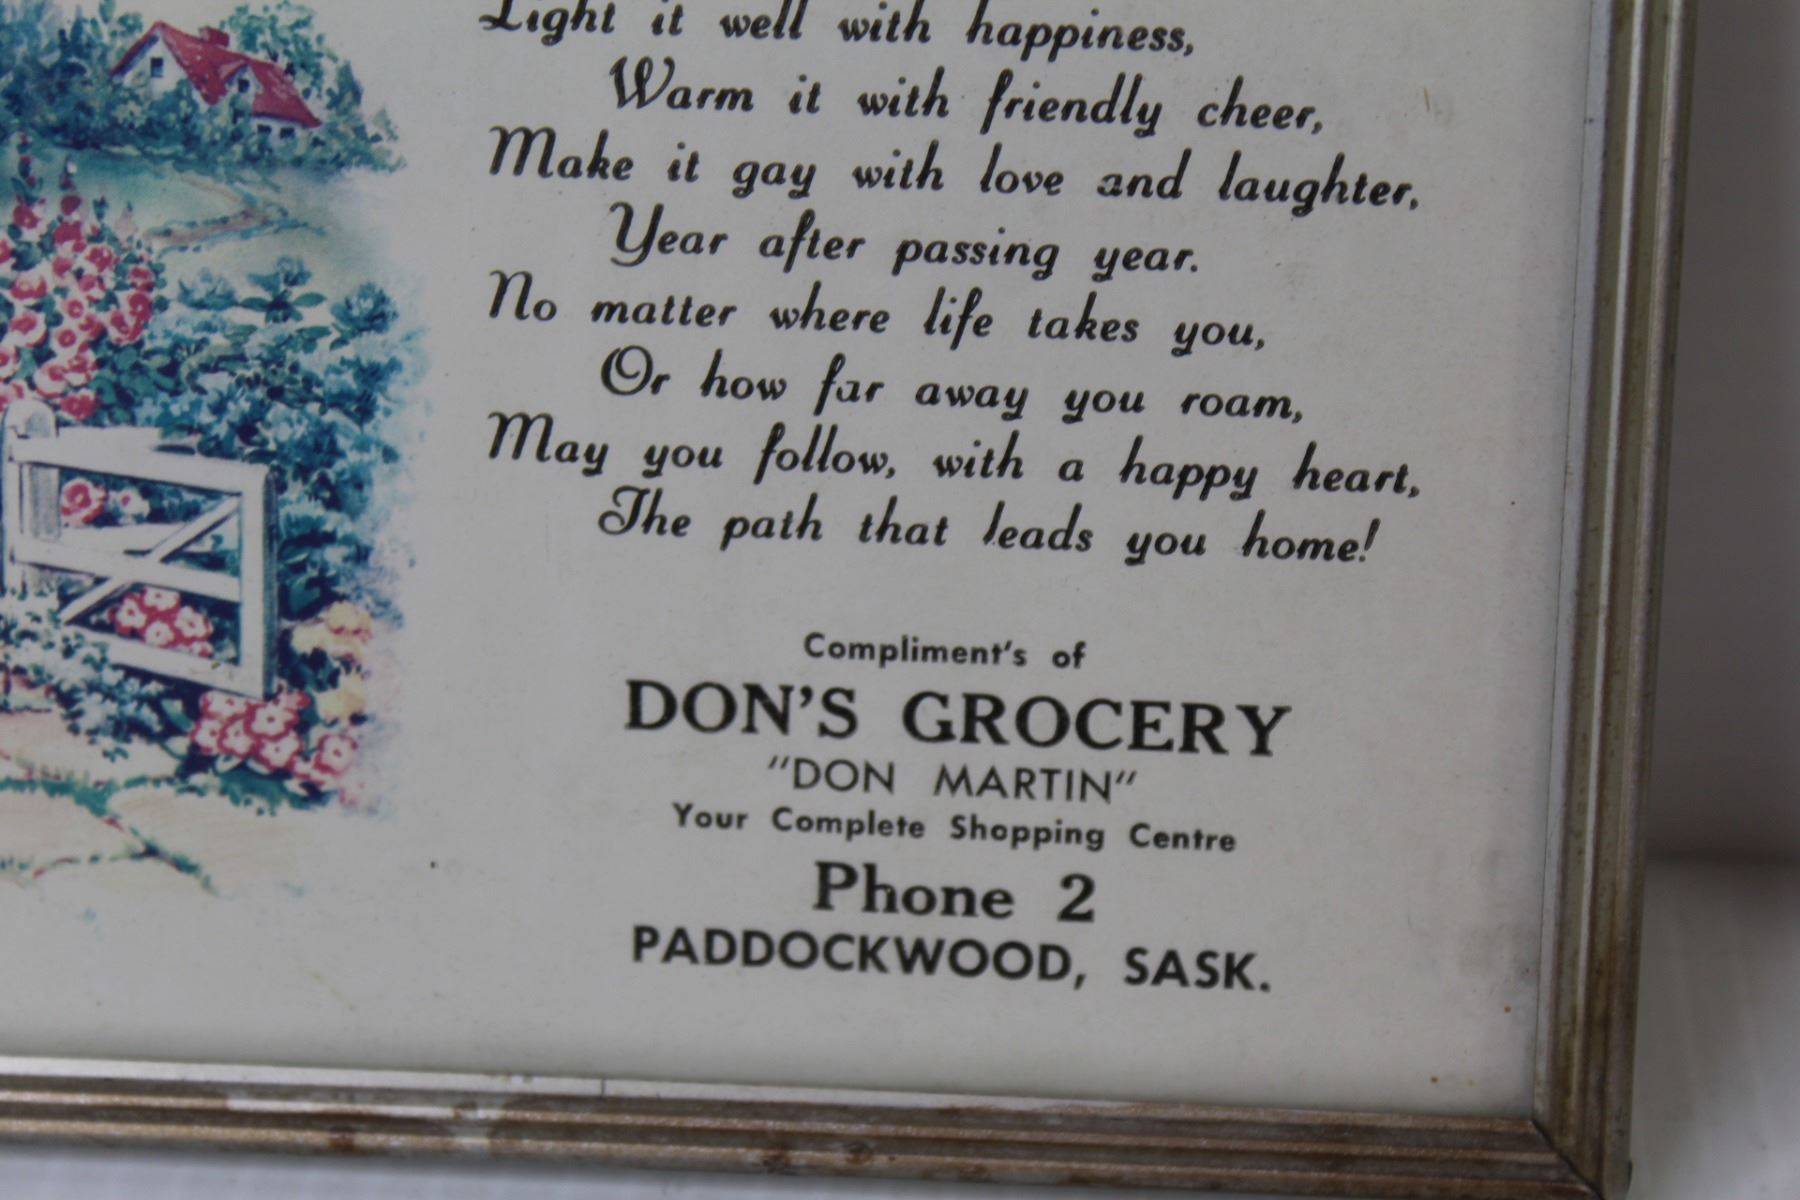 Light it well with happiness,
Warm it with friendly cheer,
Make it gay with love and laughter,
Year after passing year.
No matter where life takes you,
Or how far away you roam,
May you follow, with a happy heart,
The path that leads you home!
Compliment's of
DON'S GROCERY
"DON MARTIN"
Your Complete Shopping Centre
Phone 2
PADDOCKWOOD, SASK.